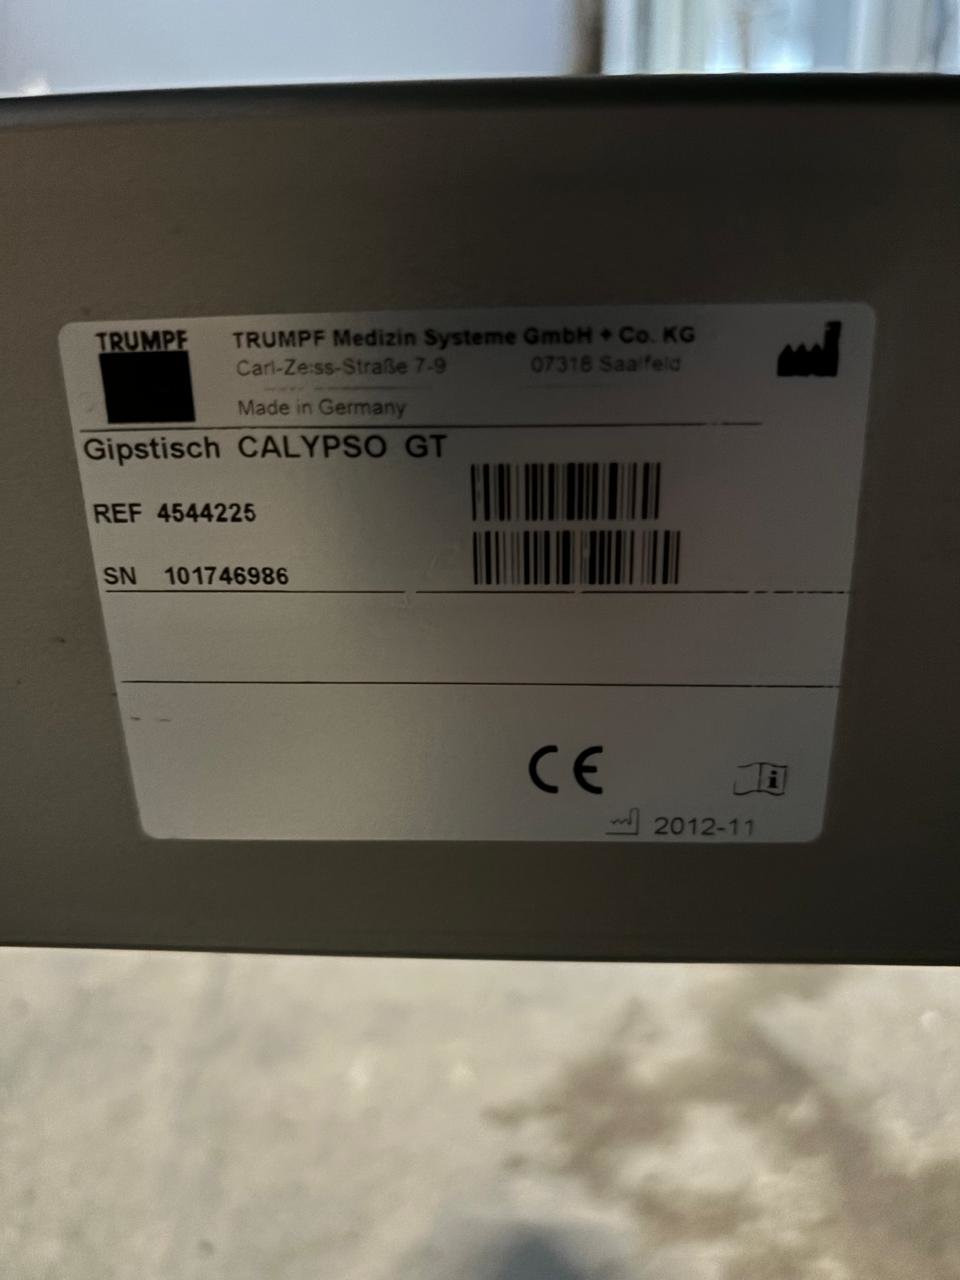 TRUMPF
TRUMPF Medizin Systeme GmbH + Co. KG
Carl-Zeiss-Straße 7-9 07318 Saalfeld
Made in Germany
Gipstisch CALYPSO GT
REF 4544225
SN 101746986
CE
i
2012-11